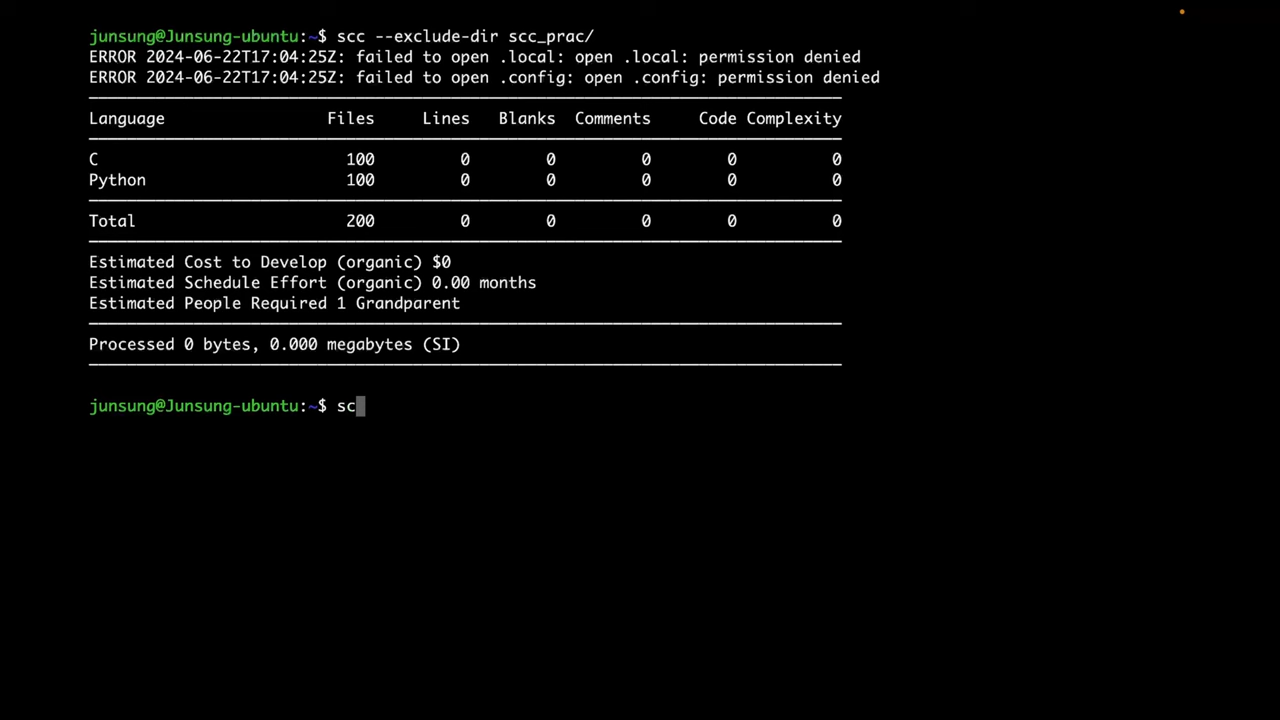 junsung@Junsung-ubuntu:~$ scc --exclude-dir scc_prac/
ERROR 2024-06-22T17:04:25Z: failed to open .local: open .local: permission denied
ERROR 2024-06-22T17:04:25Z: failed to open .config: open .config: permission denied
Language Files Lines Blanks Comments Code Complexity
C 100 0 0 0 0 0
Python 100 0 0 0 0 0
Total 200 0 0 0 0 0
Estimated Cost to Develop (organic) $0
Estimated Schedule Effort (organic) 0.00 months
Estimated People Required 1 Grandparent
Processed 0 bytes, 0.000 megabytes (SI)
junsung@Junsung-ubuntu:~$ sc